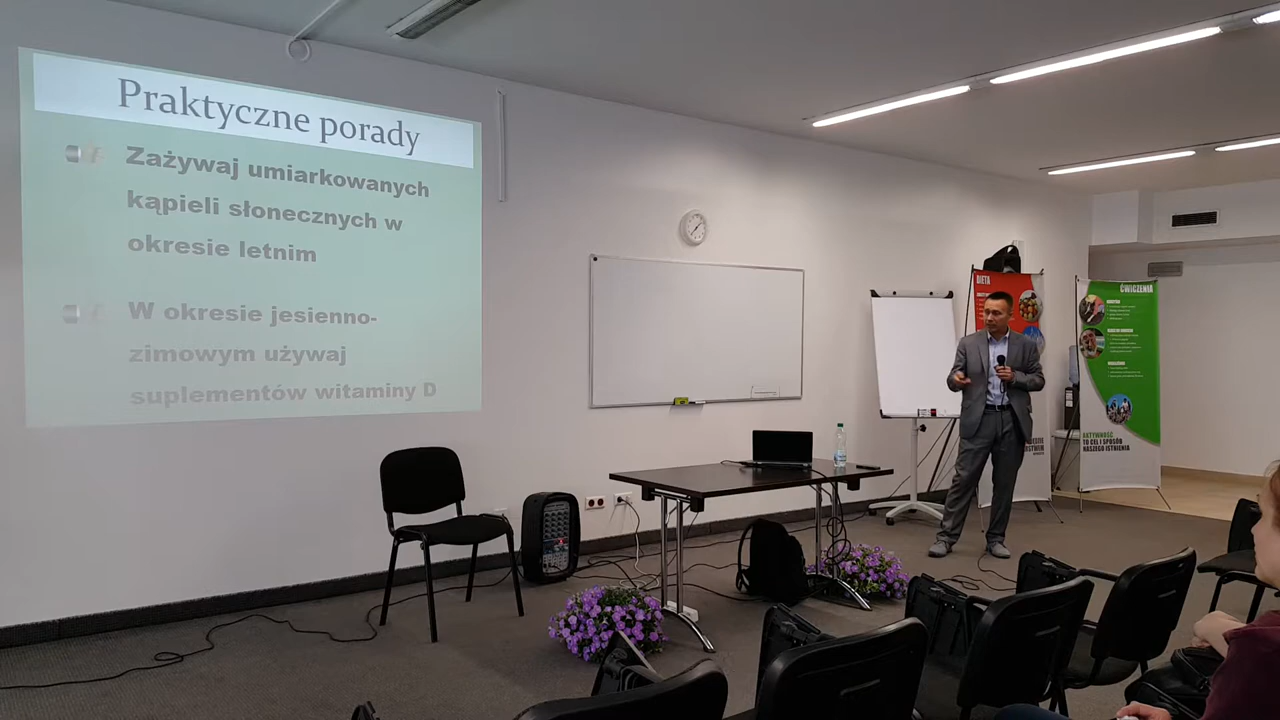 Praktyczne porady
Zażywaj umiarkowanych
kąpieli słonecznych w
okresie letnim
W okresie jesienno-
zimowym używaj
suplementów witaminy D
DIETA
ĆWICZENIA
AKTYWNOŚĆ
TO CEL I SPOSÓB
NASZEGO ISTNIENIA